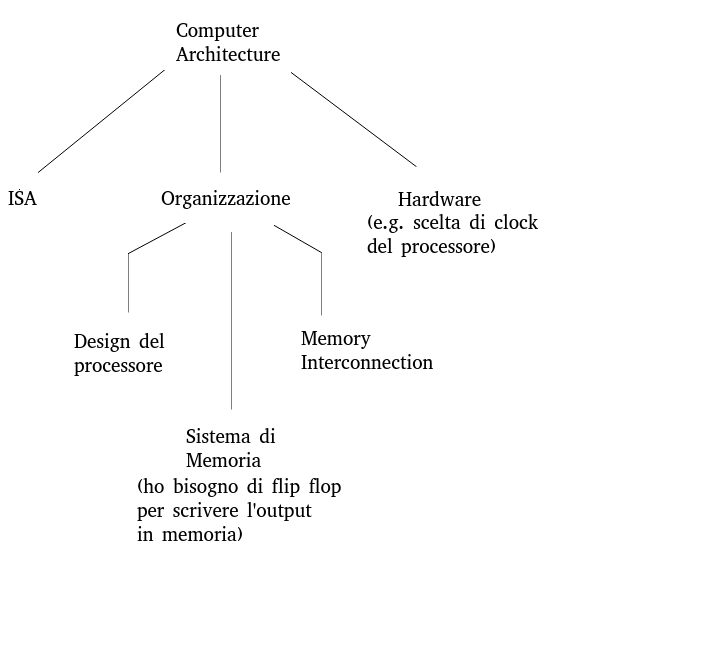 Computer
Architecture
ISA
Organizzazione
Hardware
(e.g. scelta di clock
del processore)
Design del
processore
Memory
Interconnection
Sistema di
Memoria
(ho bisogno di flip flop
per scrivere l'output
in memoria)